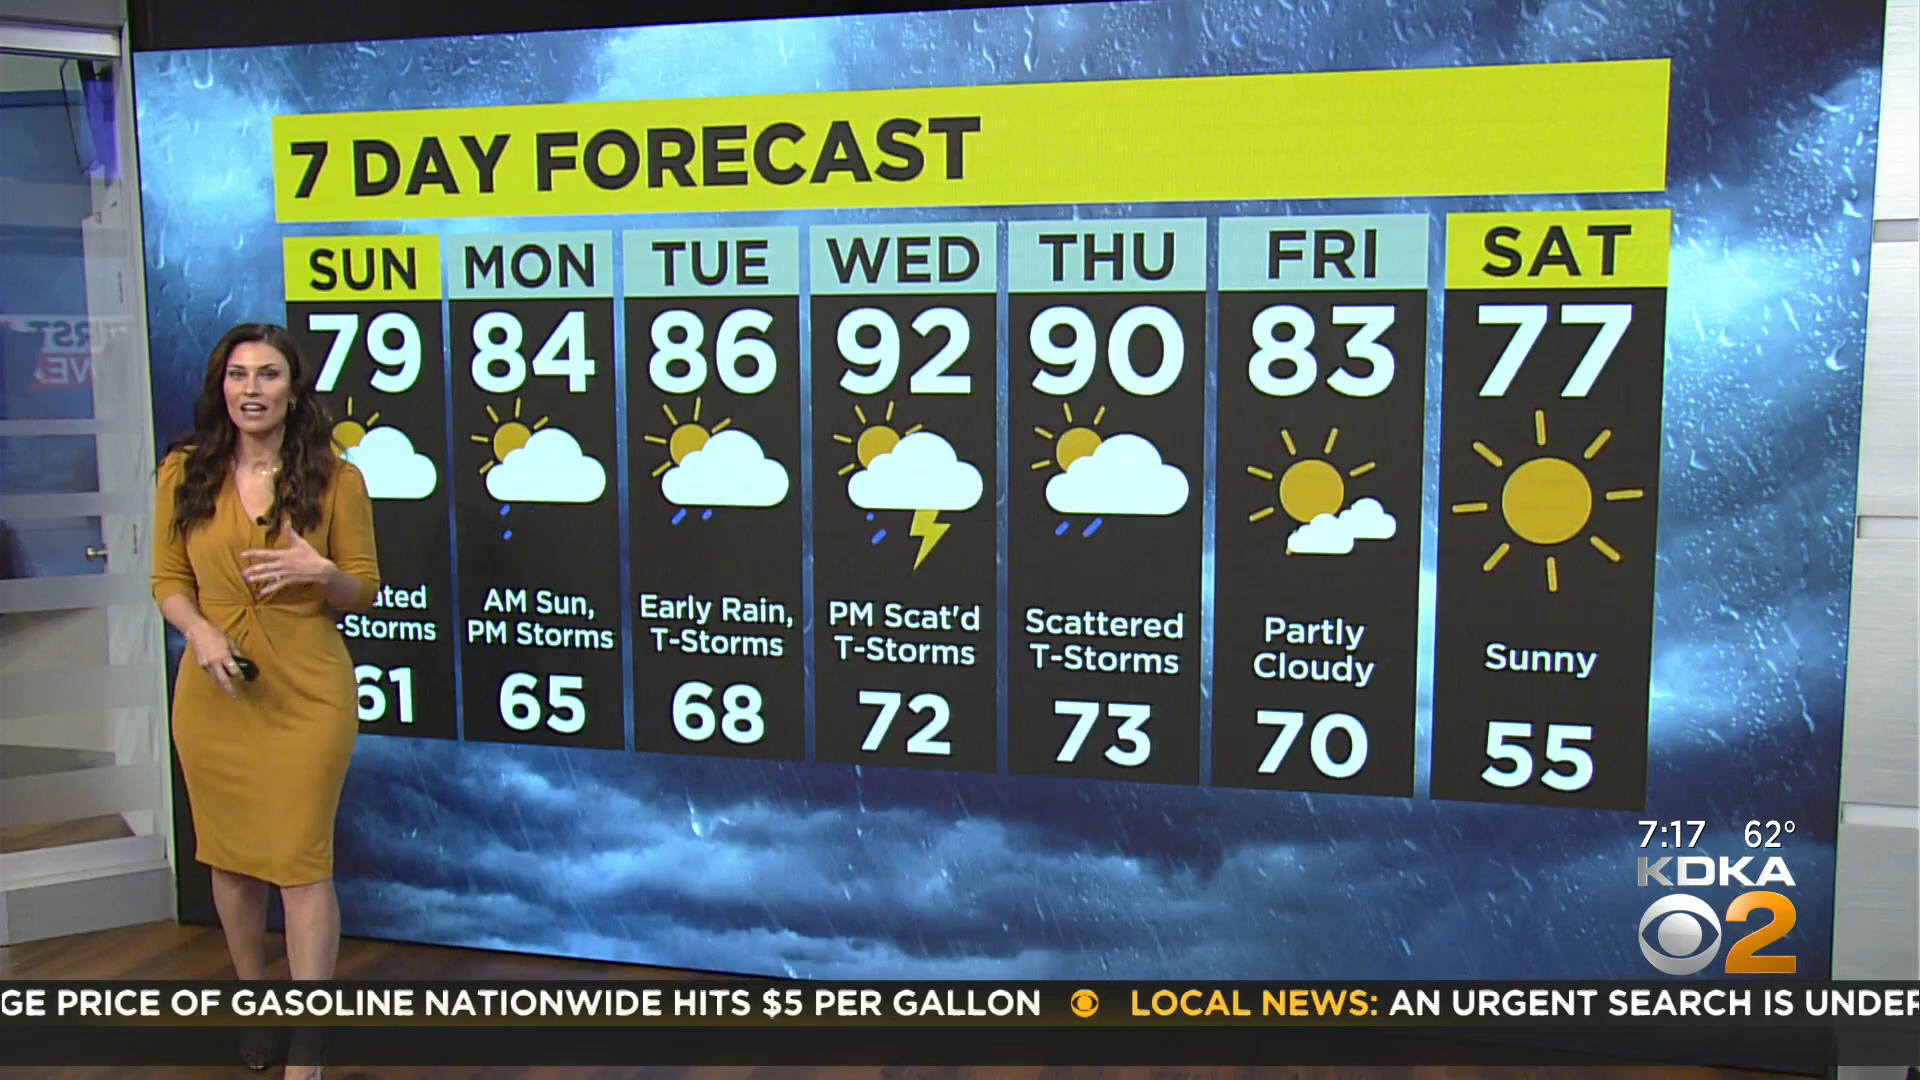 7 DAY FORECAST
SUN MON TUE WED THU FRI SAT
79 84 86 92 90 83 77
-Storms
AM Sun,
PM Storms
Early Rain,
T-Storms
PM Scat'd
T-Storms
Scattered
T-Storms
Partly
Cloudy
Sunny
61 65 68 72 73 70 55
7:17 62°
KDKA
2
PRICE OF GASOLINE NATIONWIDE HITS $5 PER GALLON LOCAL NEWS: AN URGENT SEARCH IS UNDER